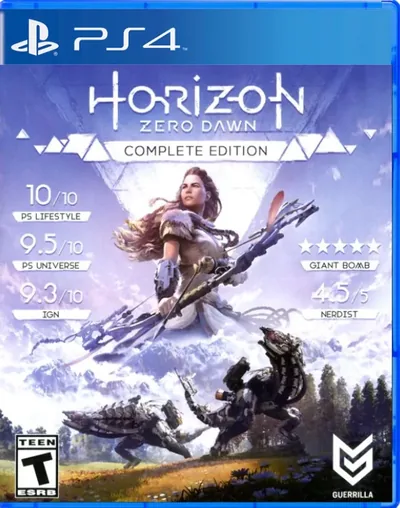 PS4
HORIZON
ZERO DAWN
COMPLETE EDITION
10/10
PS LIFESTYLE
9.5/10
PS UNIVERSE
9.3/10
IGN
★★★★★
GIANT BOMB
4.5/5
NERDIST
TEEN
T
ESRB
GUERRILLA